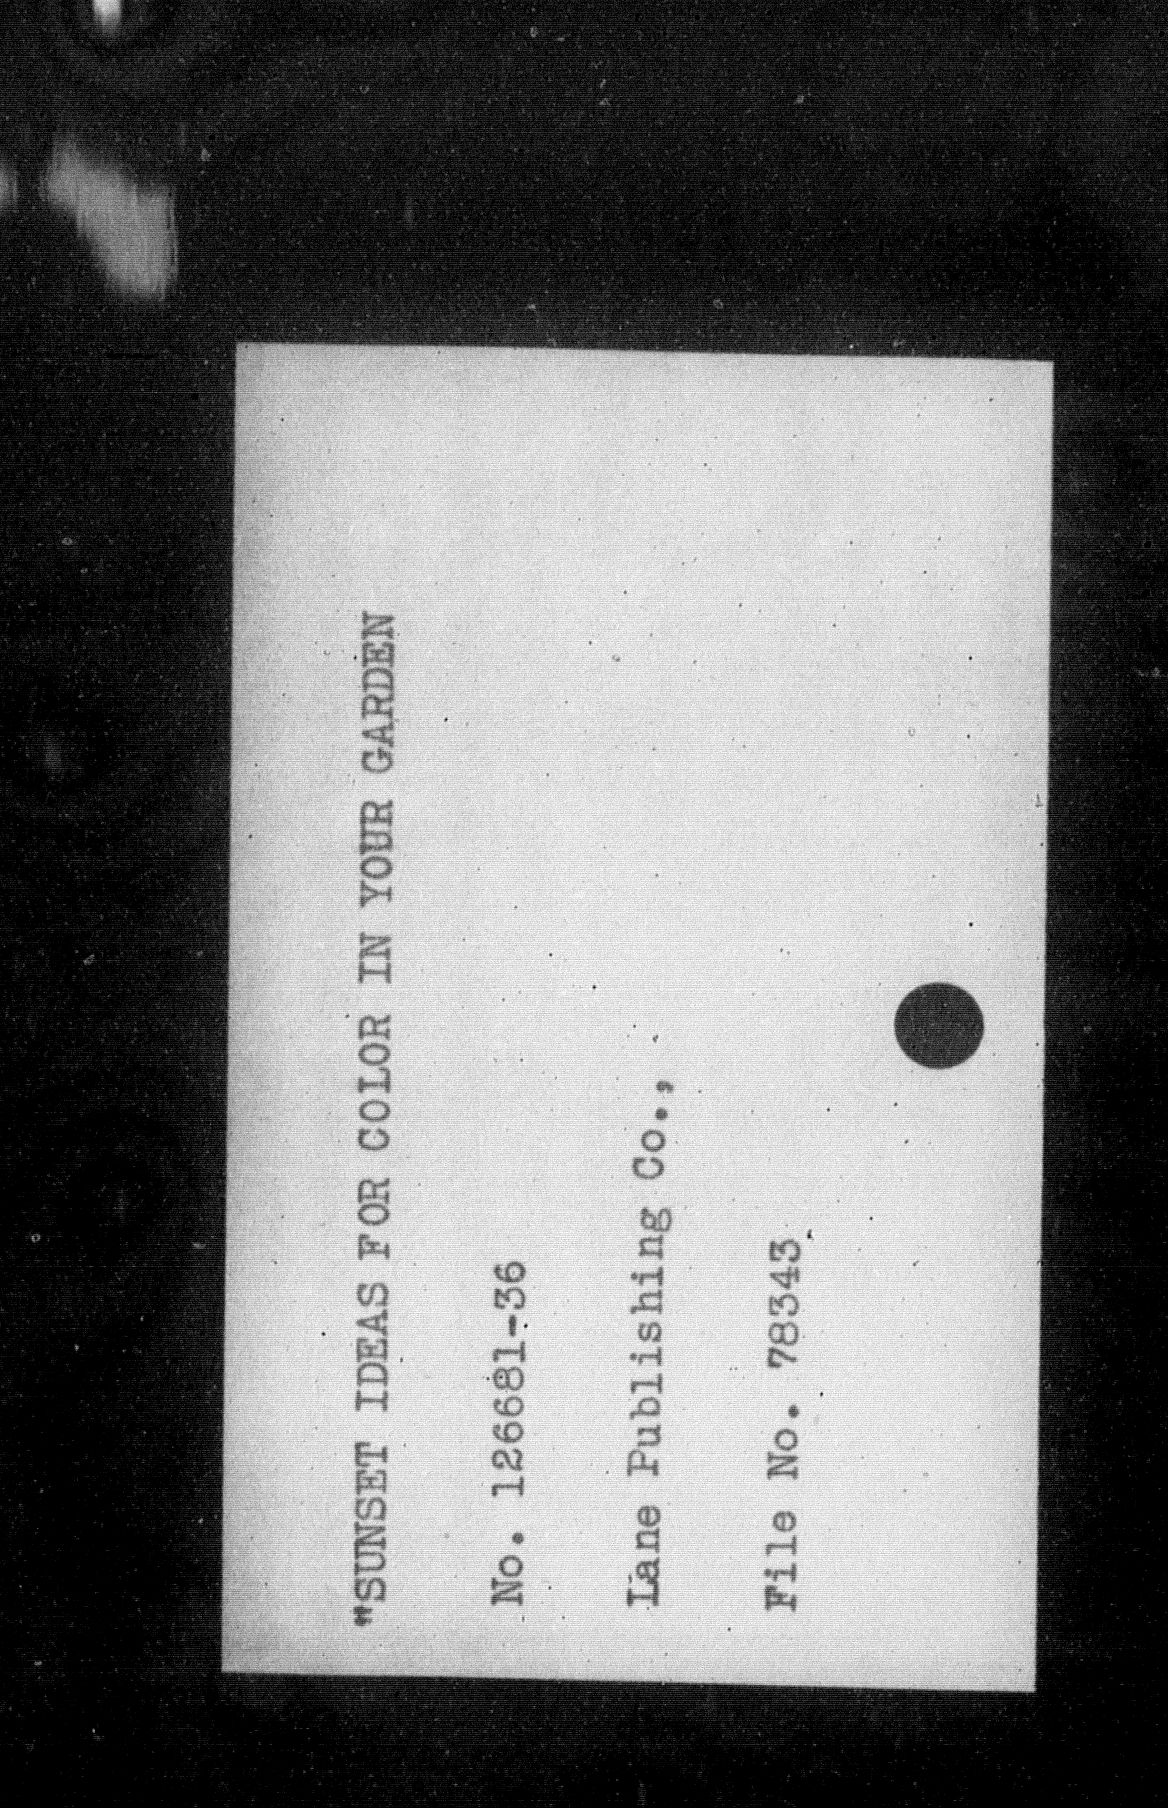 "SUNSET IDEAS FOR COLOR IN YOUR GARDEN
No. 126681-36
Lane Publishing Co.,
File No. 78343